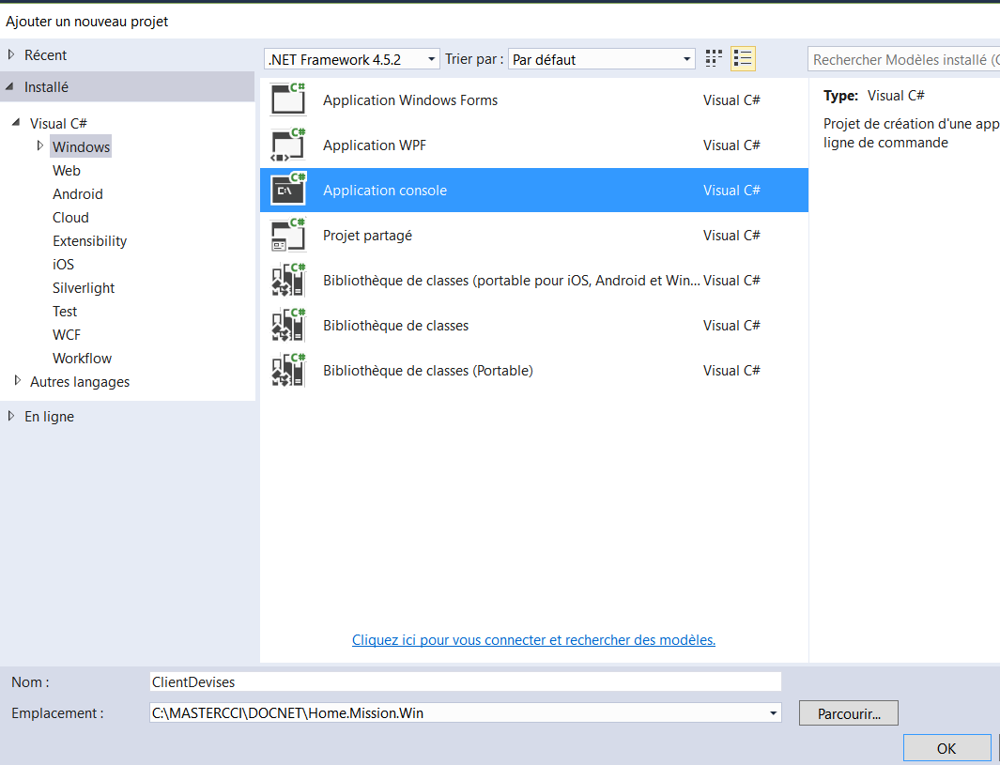 Ajouter un nouveau projet
Récent
Installé
Visual C#
Windows
Web
Android
Cloud
Extensibility
iOS
Silverlight
Test
WCF
Workflow
Autres langages
En ligne
.NET Framework 4.5.2 Trier par : Par défaut
C# Application Windows Forms Visual C#
C# Application WPF Visual C#
C# C:\ Application console Visual C#
C# Projet partagé Visual C#
C# Bibliothèque de classes (portable pour iOS, Android et Win... Visual C#
C# Bibliothèque de classes Visual C#
C# Bibliothèque de classes (Portable) Visual C#
Cliquez ici pour vous connecter et rechercher des modèles.
Rechercher Modèles installé (C
Type: Visual C#
Projet de création d'une app
ligne de commande
Nom : ClientDevises
Emplacement : C:\MASTERCCI\DOCNET\Home.Mission.Win Parcourir...
OK